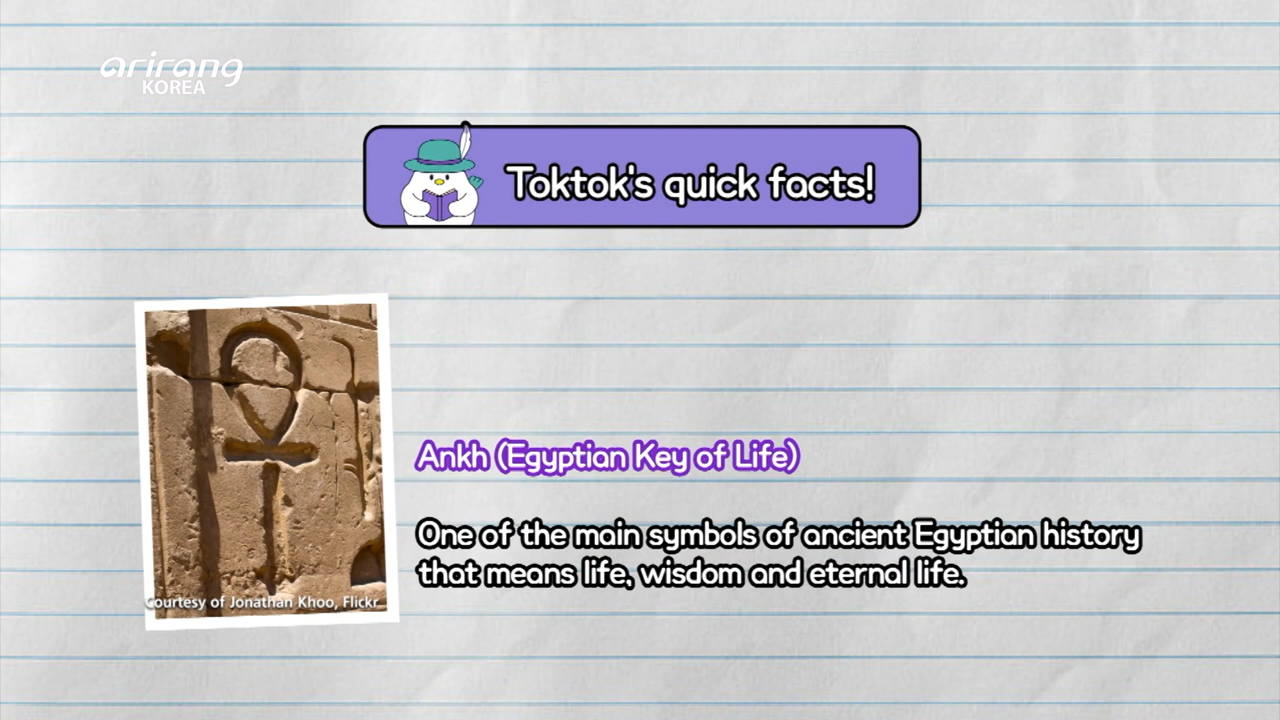 arirang
KOREA
Toktok's quick facts!
Ankh (Egyptian Key of Life)
One of the main symbols of ancient Egyptian history
that means life, wisdom and eternal life.
Courtesy of Jonathan Khoo, Flickr